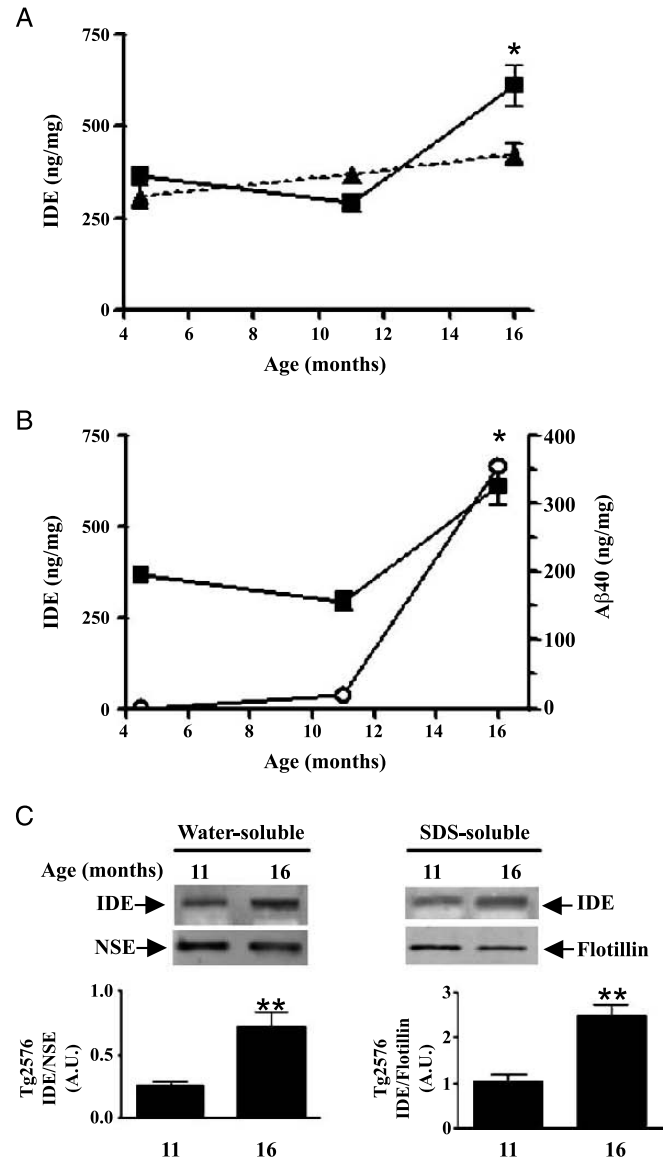 A
750
*
500
IDE (ng/mg)
250
0
4 6 8 10 12 14 16
Age (months)
B
750 400
*
300
500
IDE (ng/mg) 200 Aβ40 (ng/mg)
250
100
0 0
4 6 8 10 12 14 16
Age (months)
C
Water-soluble SDS-soluble
Age (months) 11 16 11 16
IDE IDE
NSE Flotillin
1.0 ** 3 **
Tg2576 IDE/NSE (A.U.) 0.5 Tg2576 IDE/Flotillin (A.U.) 2
1
0.0 0
11 16 11 16